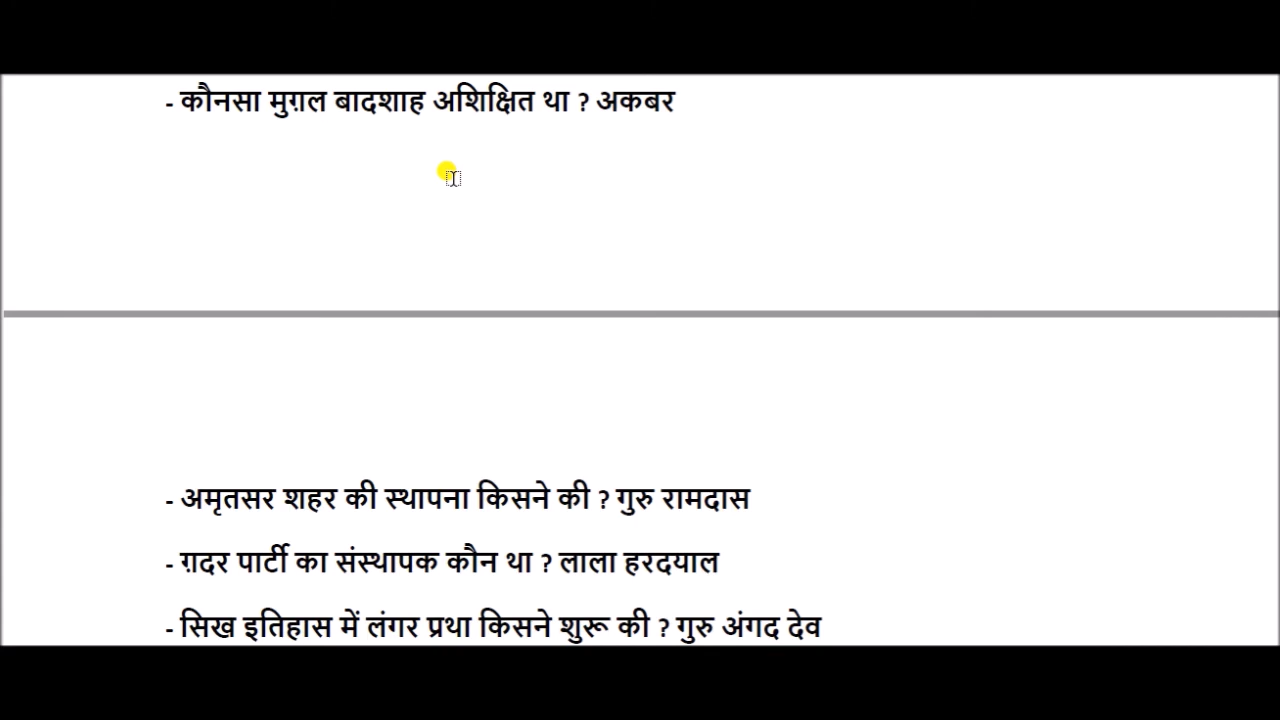 - कौनसा मुग़ल बादशाह अशिक्षित था ? अकबर
- अमृतसर शहर की स्थापना किसने की ? गुरु रामदास
- ग़दर पार्टी का संस्थापक कौन था ? लाला हरदयाल
- सिख इतिहास में लंगर प्रथा किसने शुरू की ? गुरु अंगद देव